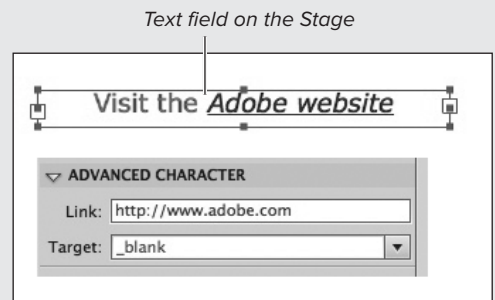 Text field on the Stage
Visit the Adobe website
ADVANCED CHARACTER
Link: http://www.adobe.com
Target: _blank